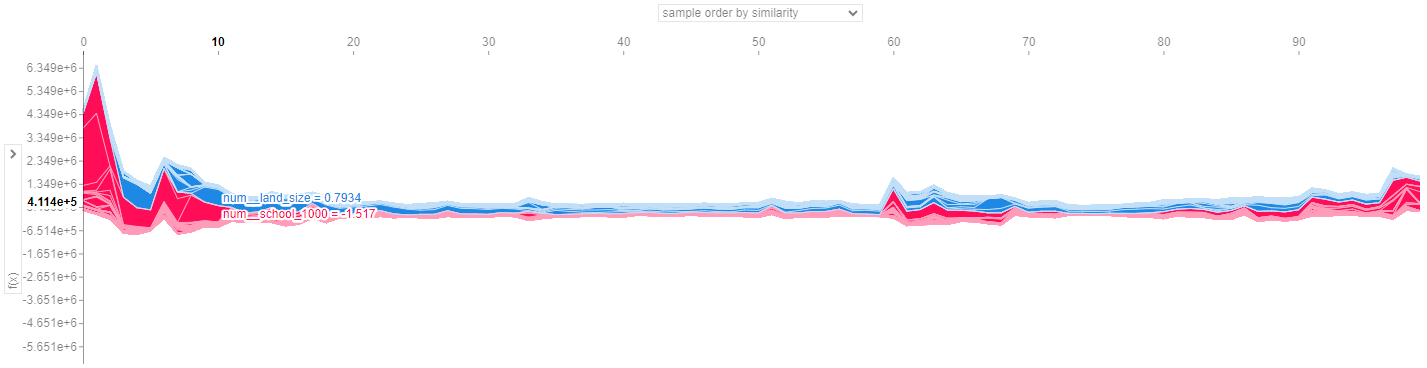 sample order by similarity
0 10 20 30 40 50 60 70 80 90
6.349e+6
5.349e+6
4.349e+6
3.349e+6
2.349e+6
1.349e+6
4.114e+5
-6.514e+5
-1.651e+6
-2.651e+6
-3.651e+6
-4.651e+6
-5.651e+6
f(x)
num__land_size = 0.7934
num__school_1000 = -1.517